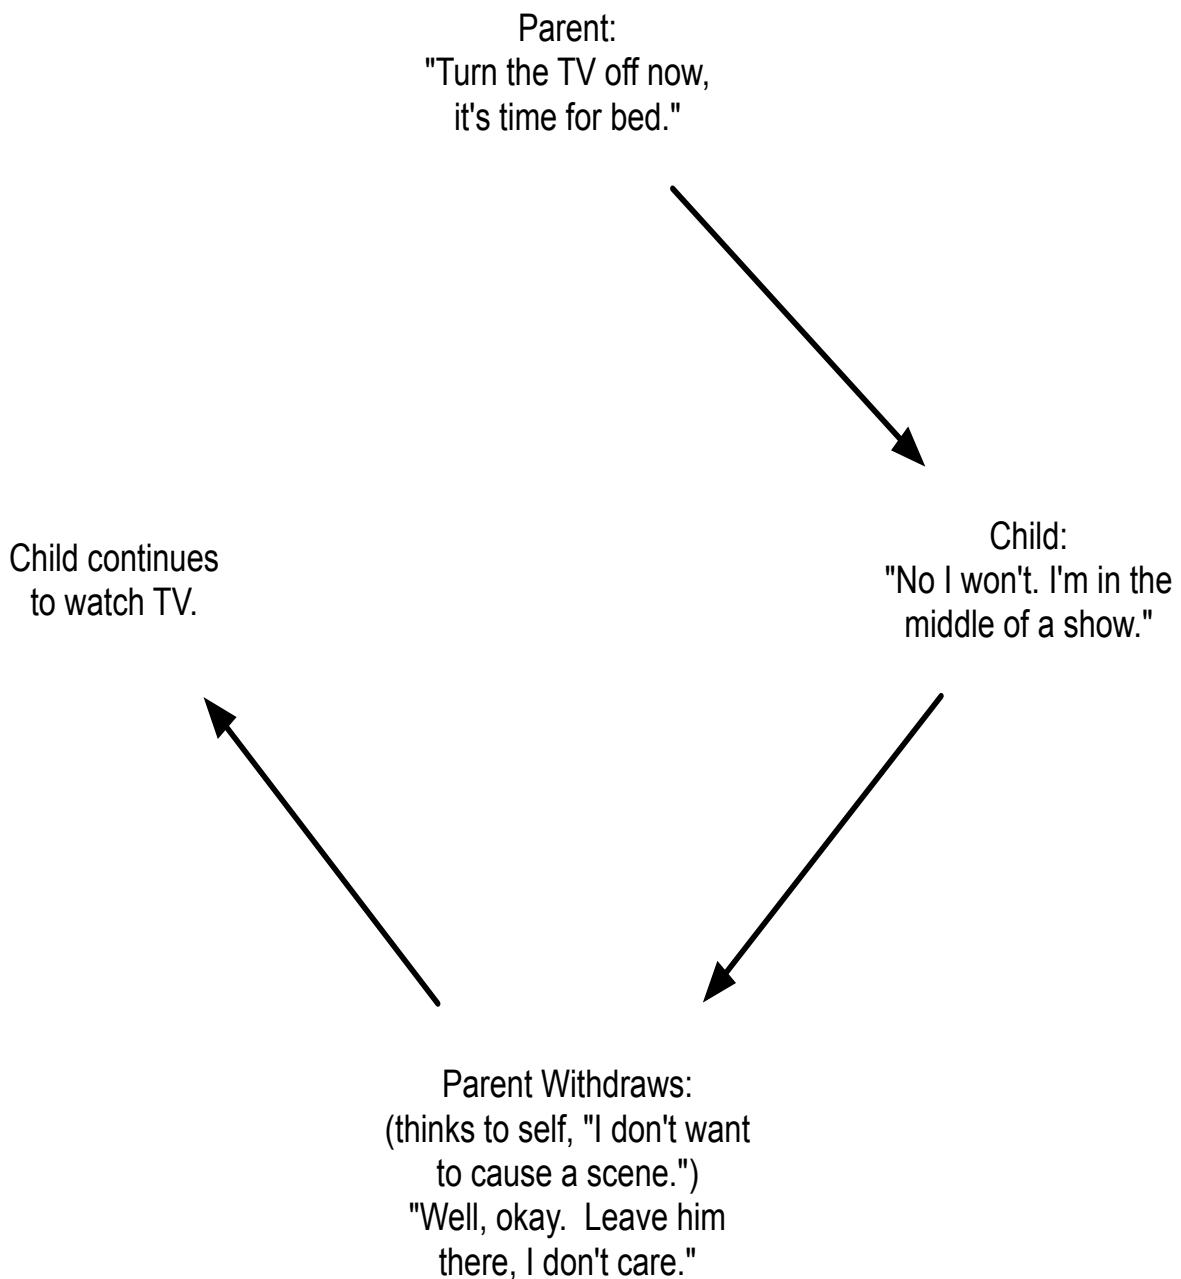 Parent:
"Turn the TV off now,
it's time for bed."
Child:
"No I won't. I'm in the
middle of a show."
Parent Withdraws:
(thinks to self, "I don't want
to cause a scene.")
"Well, okay.  Leave him
there, I don't care."
Child continues
to watch TV.